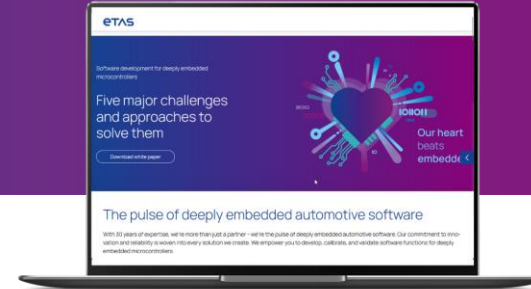 etas
Software development for deeply embedded
microcontrollers
Five major challenges
and approaches to
solve them
Download white paper
Our heart
beats
embedde
The pulse of deeply embedded automotive software
With 30 years of expertise, we're more than just a partner – we're the pulse of deeply embedded automotive software. Our commitment to inno-
vation and reliability is woven into every solution we create. We empower you to develop, calibrate, and validate software functions for deeply
embedded microcontrollers.